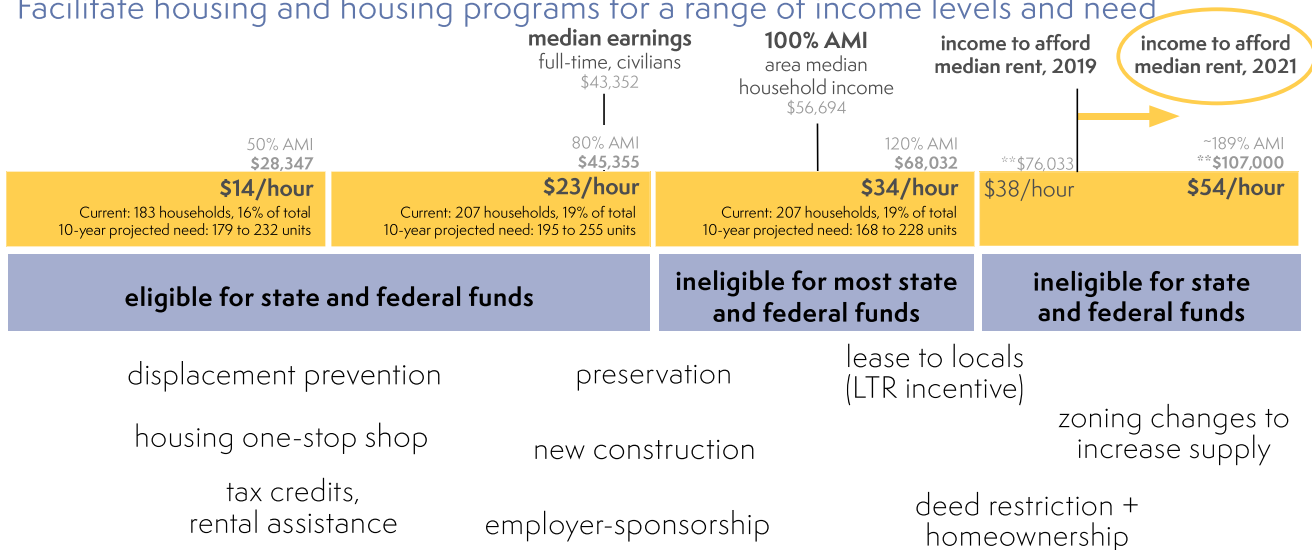 Facilitate housing and housing programs for a range of income levels and need
median earnings
full-time, civilians
$43,352
100% AMI
area median
household income
$56,694
income to afford
median rent, 2019
income to afford
median rent, 2021
50% AMI
$28,347
80% AMI
$45,355
120% AMI
$68,032
**$76,033
~189% AMI
**$107,000
$14/hour
Current: 183 households, 16% of total
10-year projected need: 179 to 232 units
$23/hour
Current: 207 households, 19% of total
10-year projected need: 195 to 255 units
$34/hour
Current: 207 households, 19% of total
10-year projected need: 168 to 228 units
$38/hour
$54/hour
eligible for state and federal funds
ineligible for most state
and federal funds
ineligible for state
and federal funds
displacement prevention
preservation
lease to locals
(LTR incentive)
housing one-stop shop
new construction
zoning changes to
increase supply
tax credits,
rental assistance
employer-sponsorship
deed restriction +
homeownership